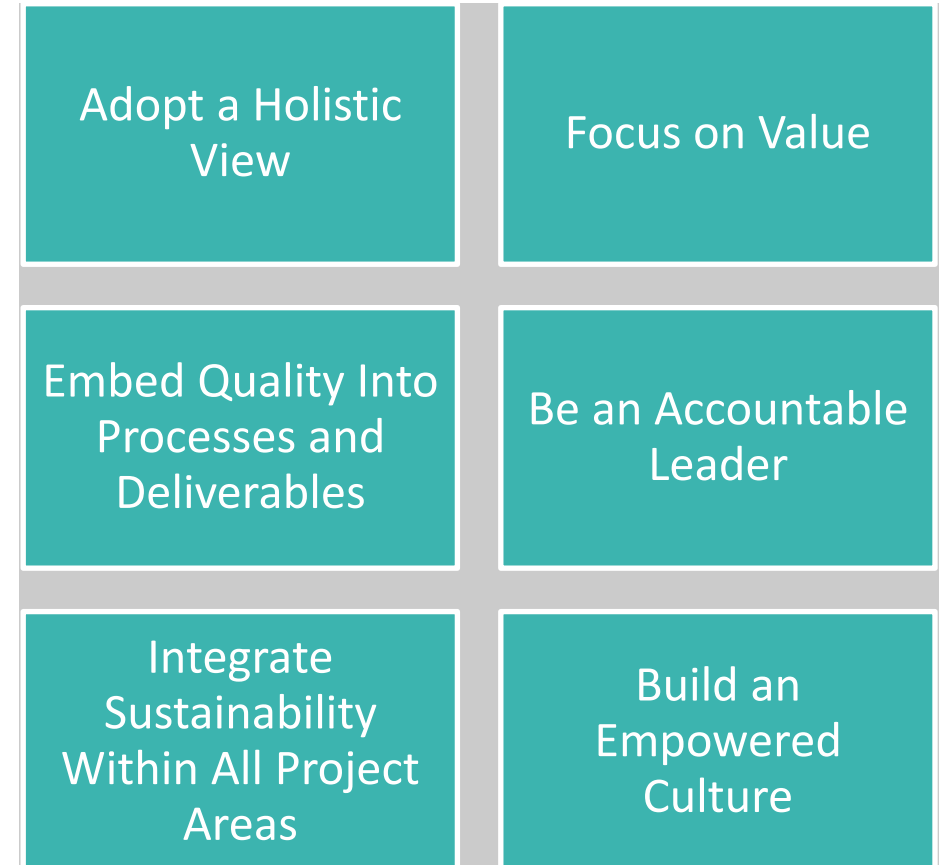 Adopt a Holistic
View
Focus on Value
Embed Quality Into
Processes and
Deliverables
Be an Accountable
Leader
Integrate
Sustainability
Within All Project
Areas
Build an
Empowered
Culture